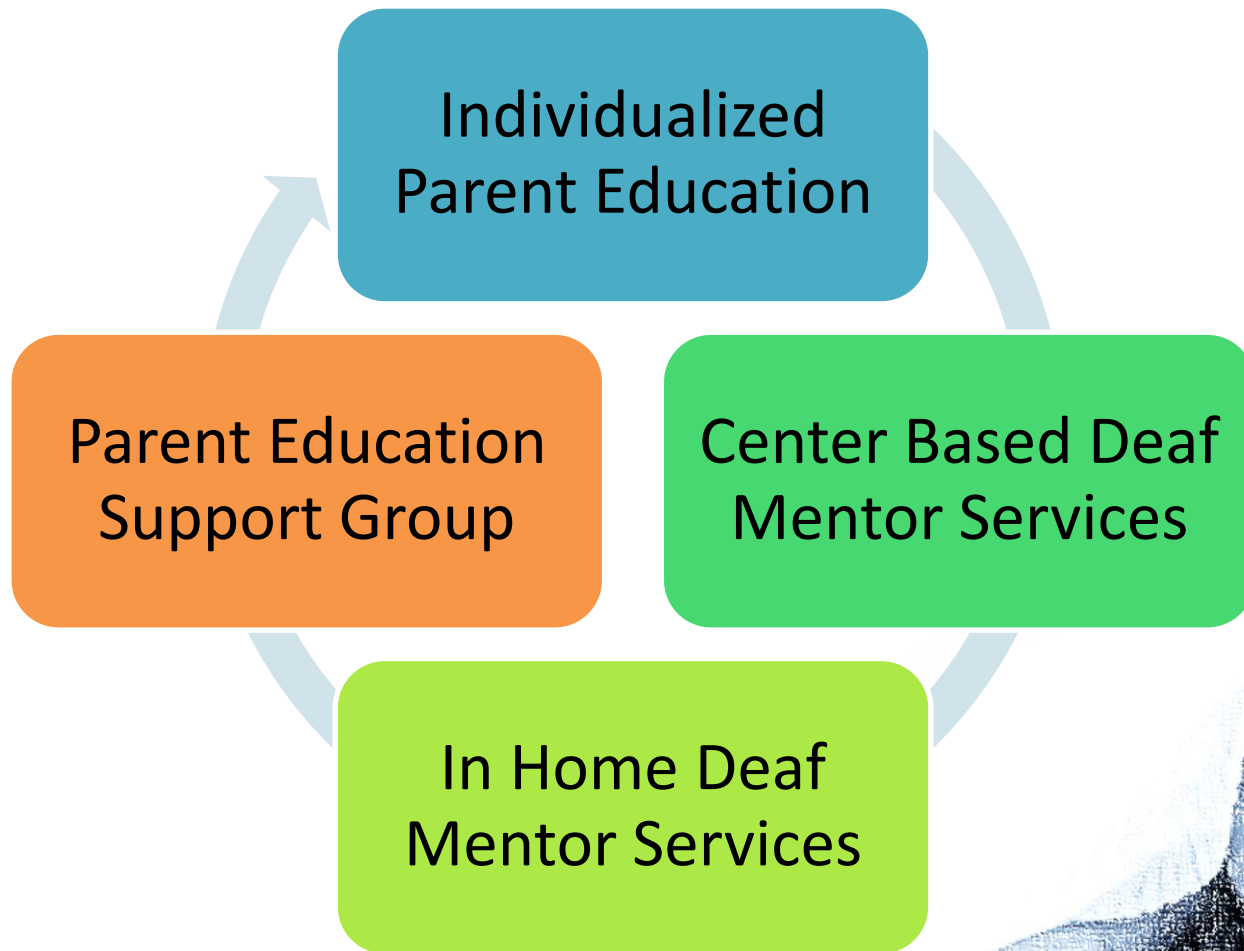 Individualized
Parent Education
Parent Education
Support Group
Center Based Deaf
Mentor Services
In Home Deaf
Mentor Services